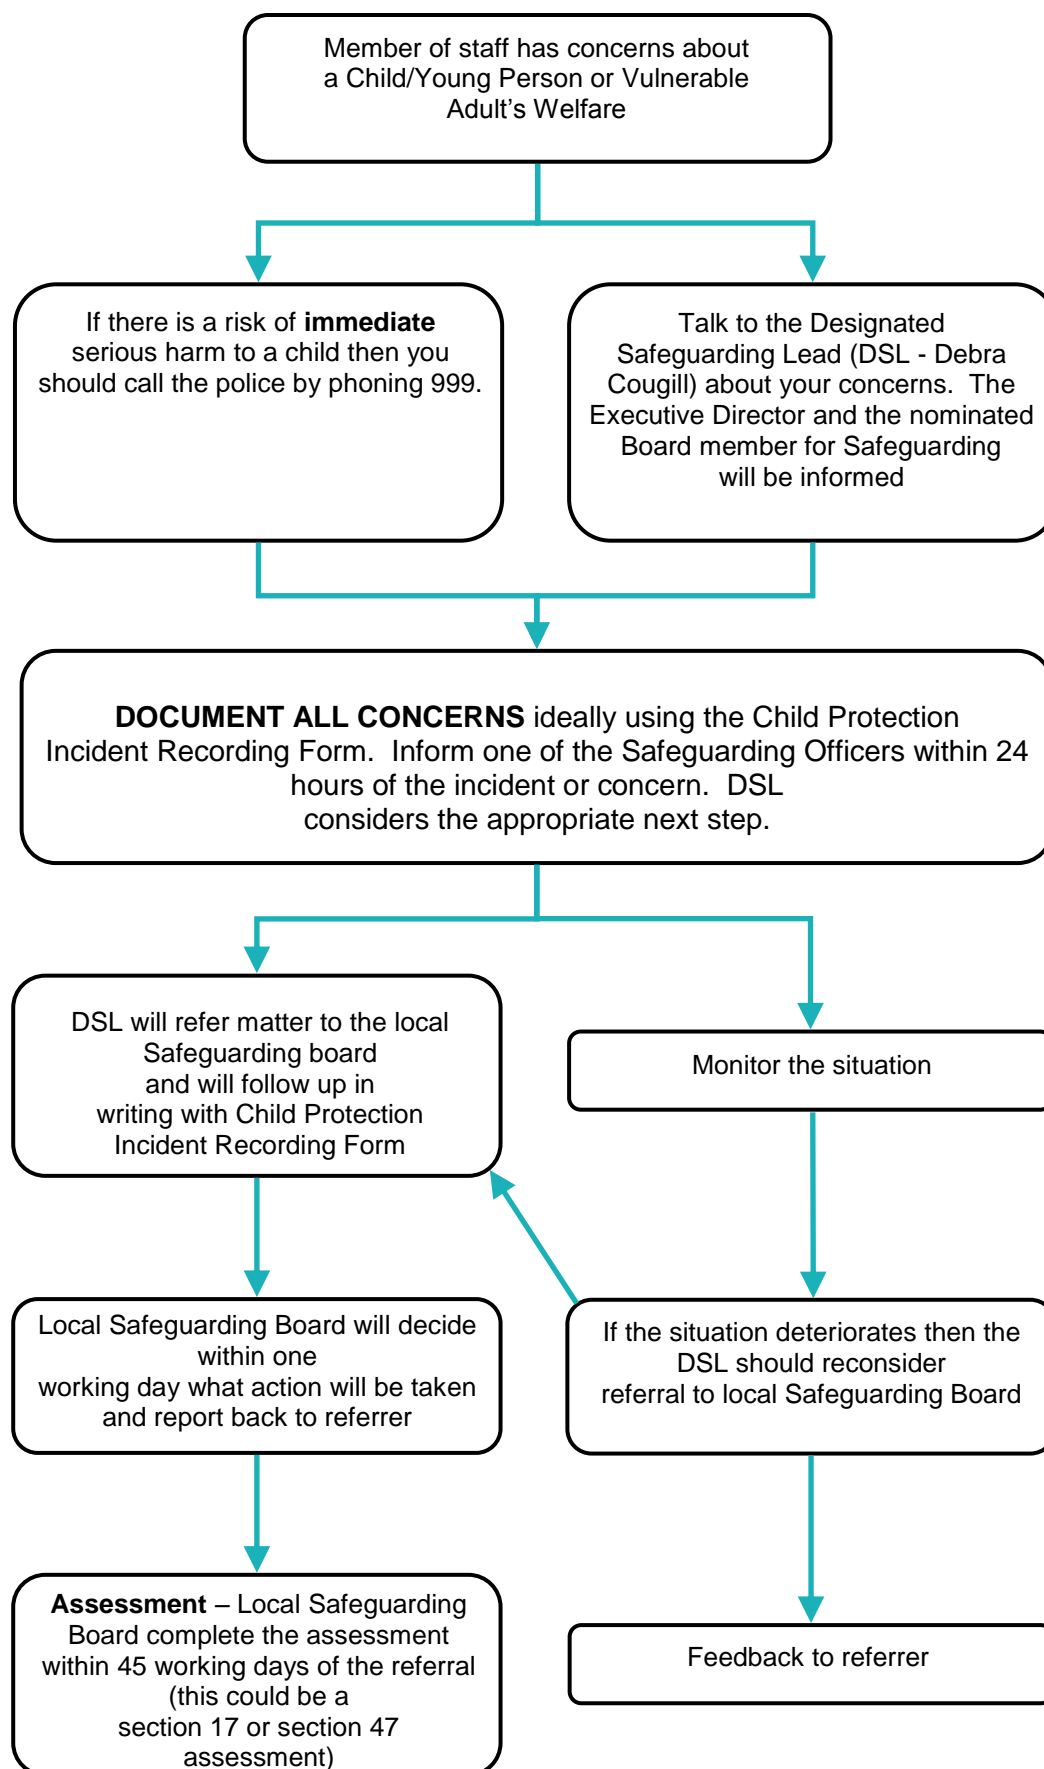 Member of staff has concerns about
a Child/Young Person or Vulnerable
Adult’s Welfare
If there is a risk of immediate
serious harm to a child then you
should call the police by phoning 999.
Talk to the Designated
Safeguarding Lead (DSL - Debra
Cougill) about your concerns.  The
Executive Director and the nominated
Board member for Safeguarding
will be informed
DOCUMENT ALL CONCERNS ideally using the Child Protection
Incident Recording Form.  Inform one of the Safeguarding Officers within 24
hours of the incident or concern.  DSL
considers the appropriate next step.
DSL will refer matter to the local
Safeguarding board
and will follow up in
writing with Child Protection
Incident Recording Form
Monitor the situation
Local Safeguarding Board will decide
within one
working day what action will be taken
and report back to referrer
If the situation deteriorates then the
DSL should reconsider
referral to local Safeguarding Board
Assessment – Local Safeguarding
Board complete the assessment
within 45 working days of the referral
(this could be a
section 17 or section 47
assessment)
Feedback to referrer